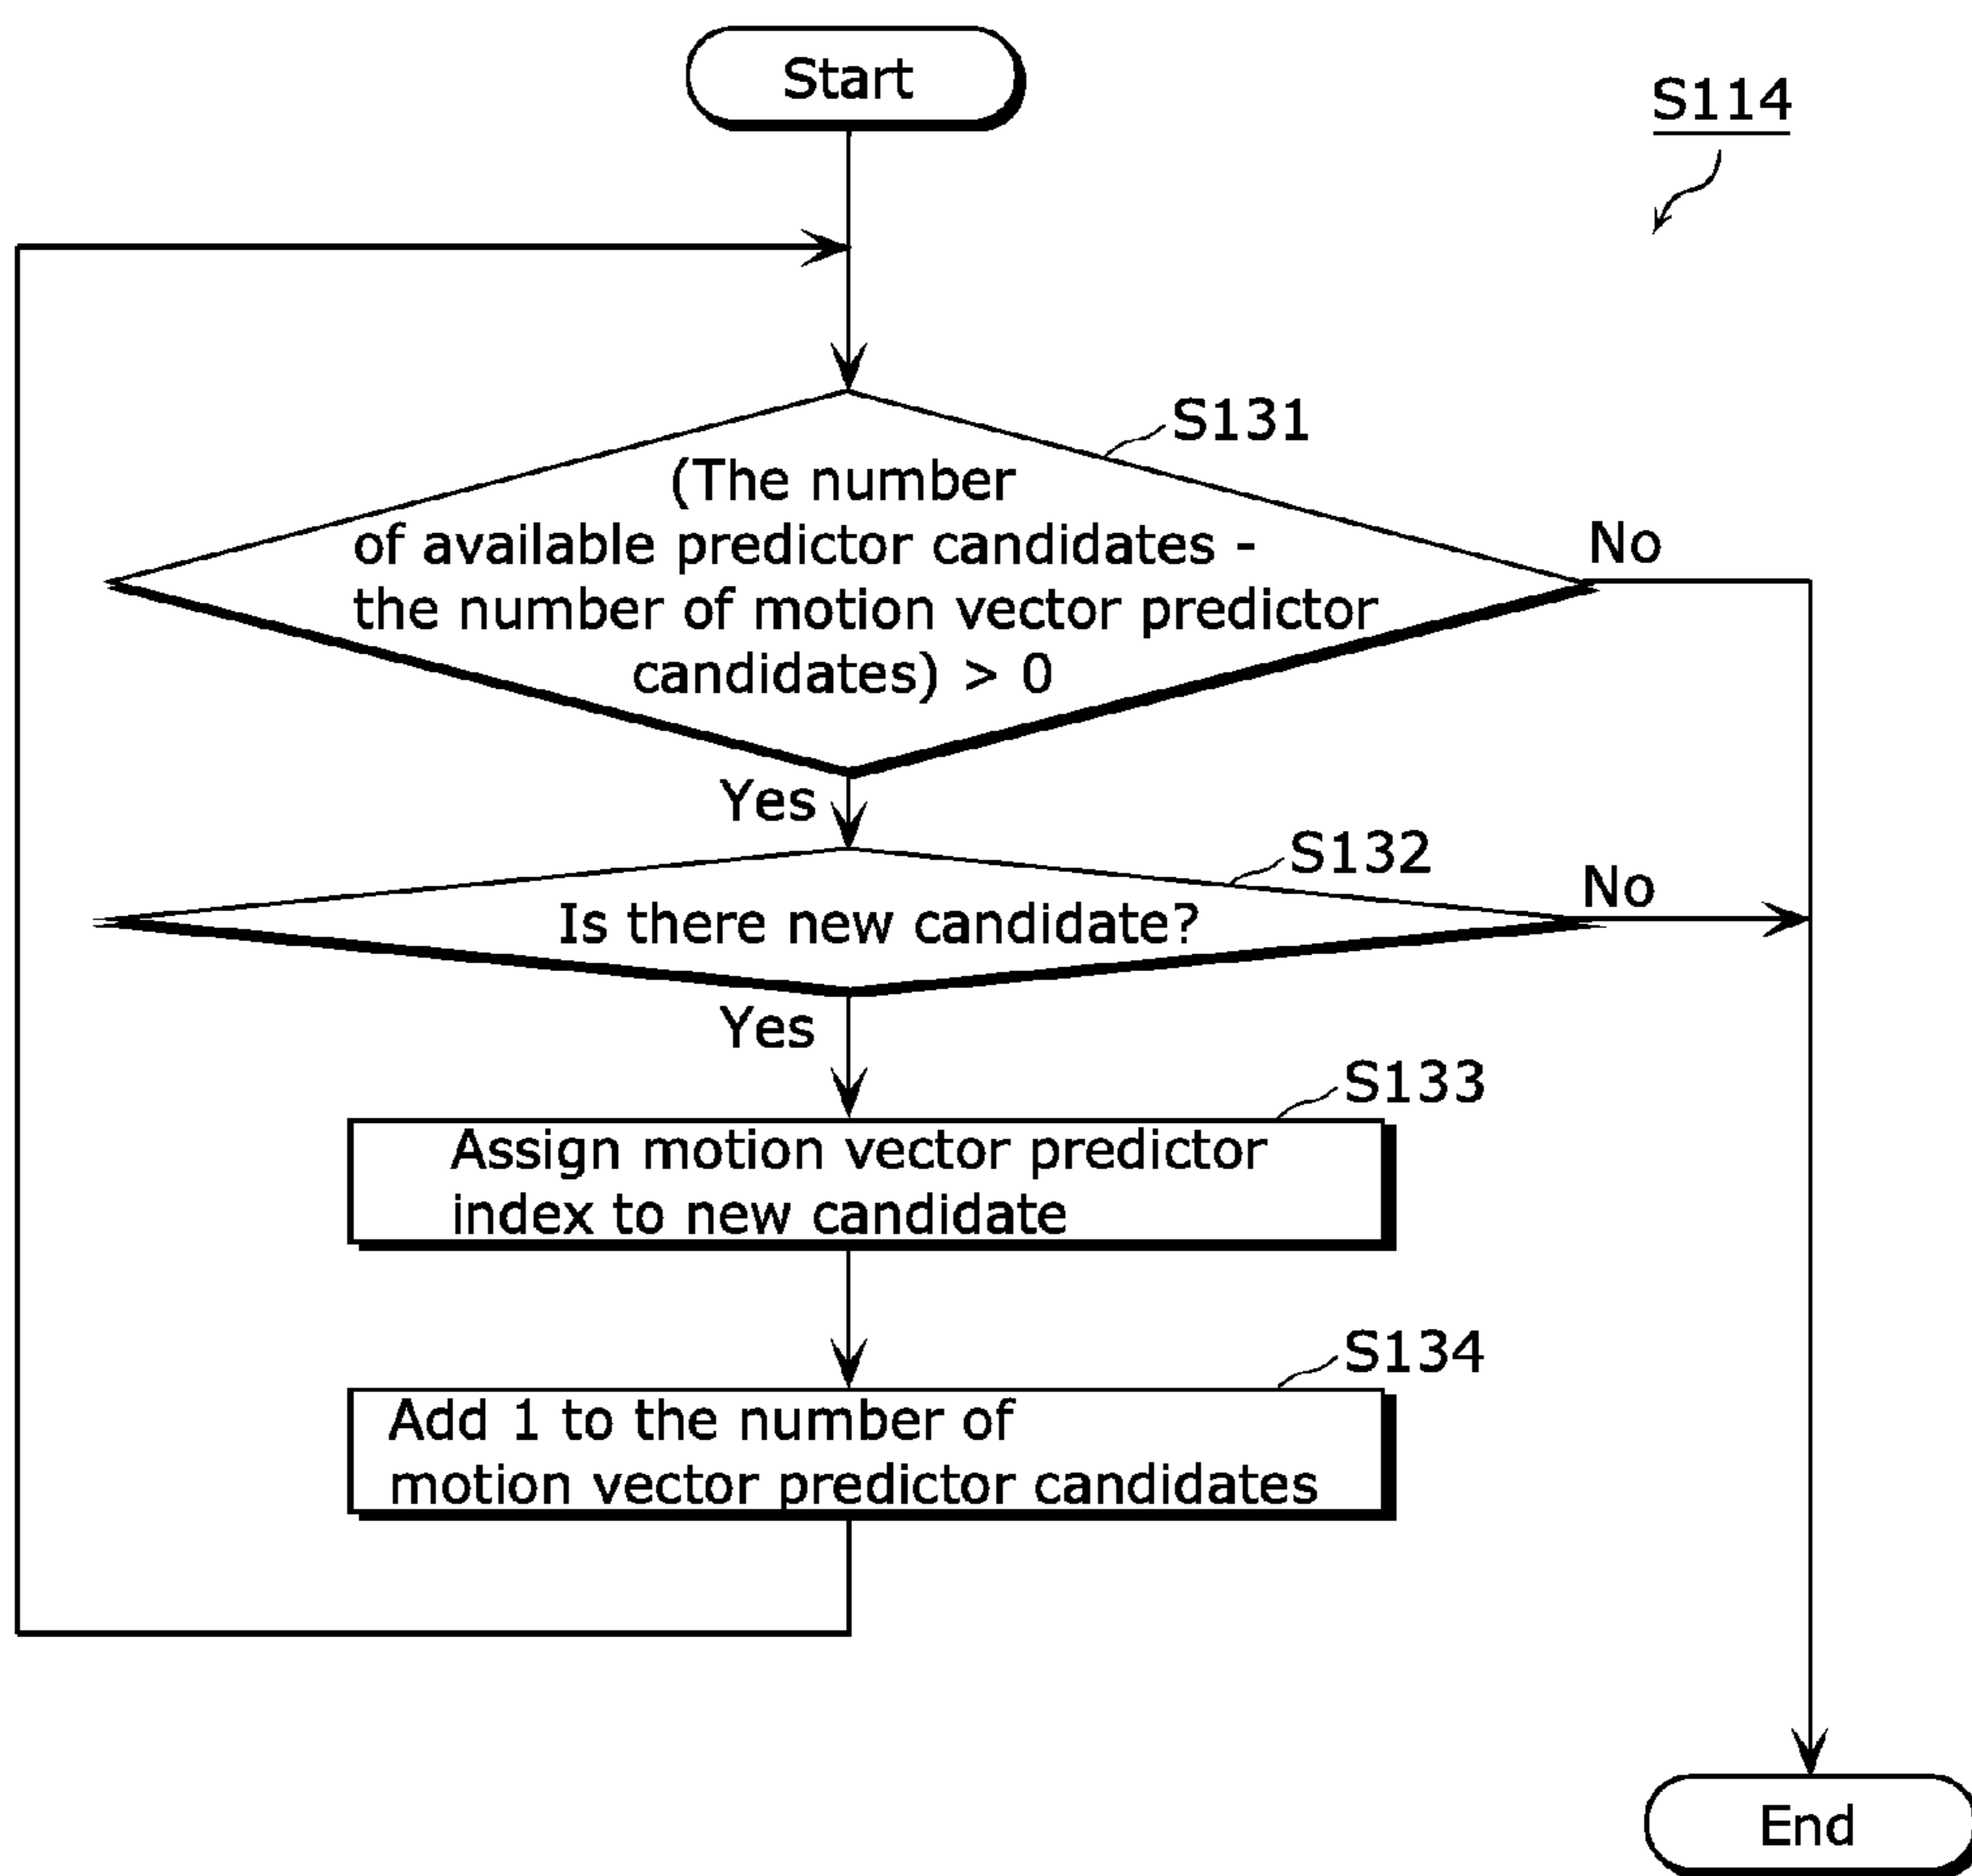 Start
S114
S131
(The number
of available predictor candidates -
the number of motion vector predictor
candidates) > 0
No
Yes
S132
Is there new candidate?
No
Yes
S133
Assign motion vector predictor
index to new candidate
S134
Add 1 to the number of
motion vector predictor candidates
End